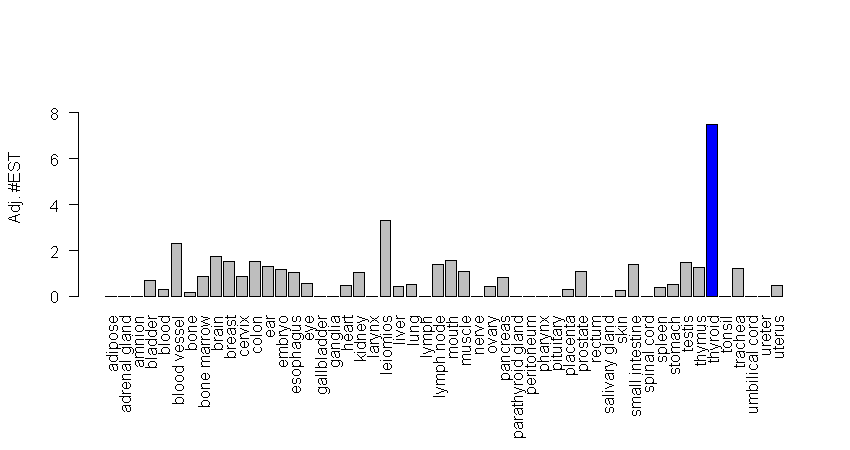 Adj. #EST
8
6
4
2
0
adipose
adrenal gland
amnion
bladder
blood
blood vessel
bone
bone marrow
brain
breast
cervix
colon
ear
embryo
esophagus
eye
gallbladder
ganglia
heart
kidney
larynx
leiomios
liver
lung
lymph
lymph node
mouth
muscle
nerve
ovary
pancreas
parathyroid gland
peritoneum
pharynx
pituitary
placenta
prostate
rectum
salivary gland
skin
small intestine
spinal cord
spleen
stomach
testis
thymus
thyroid
tonsil
trachea
umbilical cord
ureter
uterus